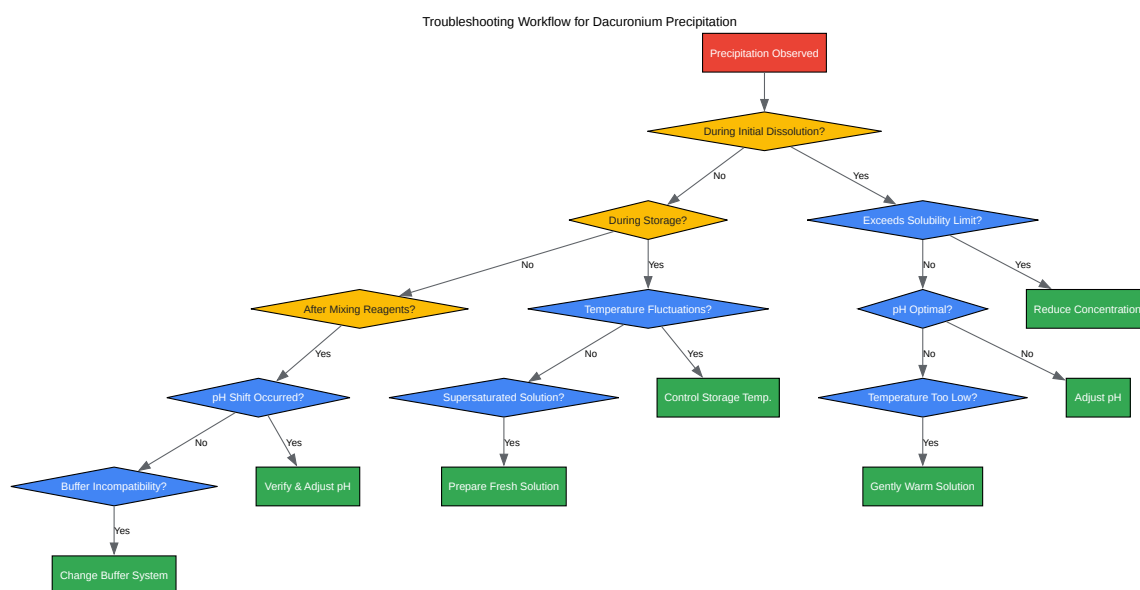 Troubleshooting Workflow for Dacuronium Precipitation
Precipitation Observed
During Initial Dissolution?
No
Yes
During Storage?
Exceeds Solubility Limit?
No
Yes
No
Yes
After Mixing Reagents?
Temperature Fluctuations?
pH Optimal?
Reduce Concentration
Yes
No
Yes
No
No
pH Shift Occurred?
Supersaturated Solution?
Control Storage Temp.
Temperature Too Low?
Adjust pH
No
Yes
Yes
Yes
Buffer Incompatibility?
Verify & Adjust pH
Prepare Fresh Solution
Gently Warm Solution
Yes
Change Buffer System